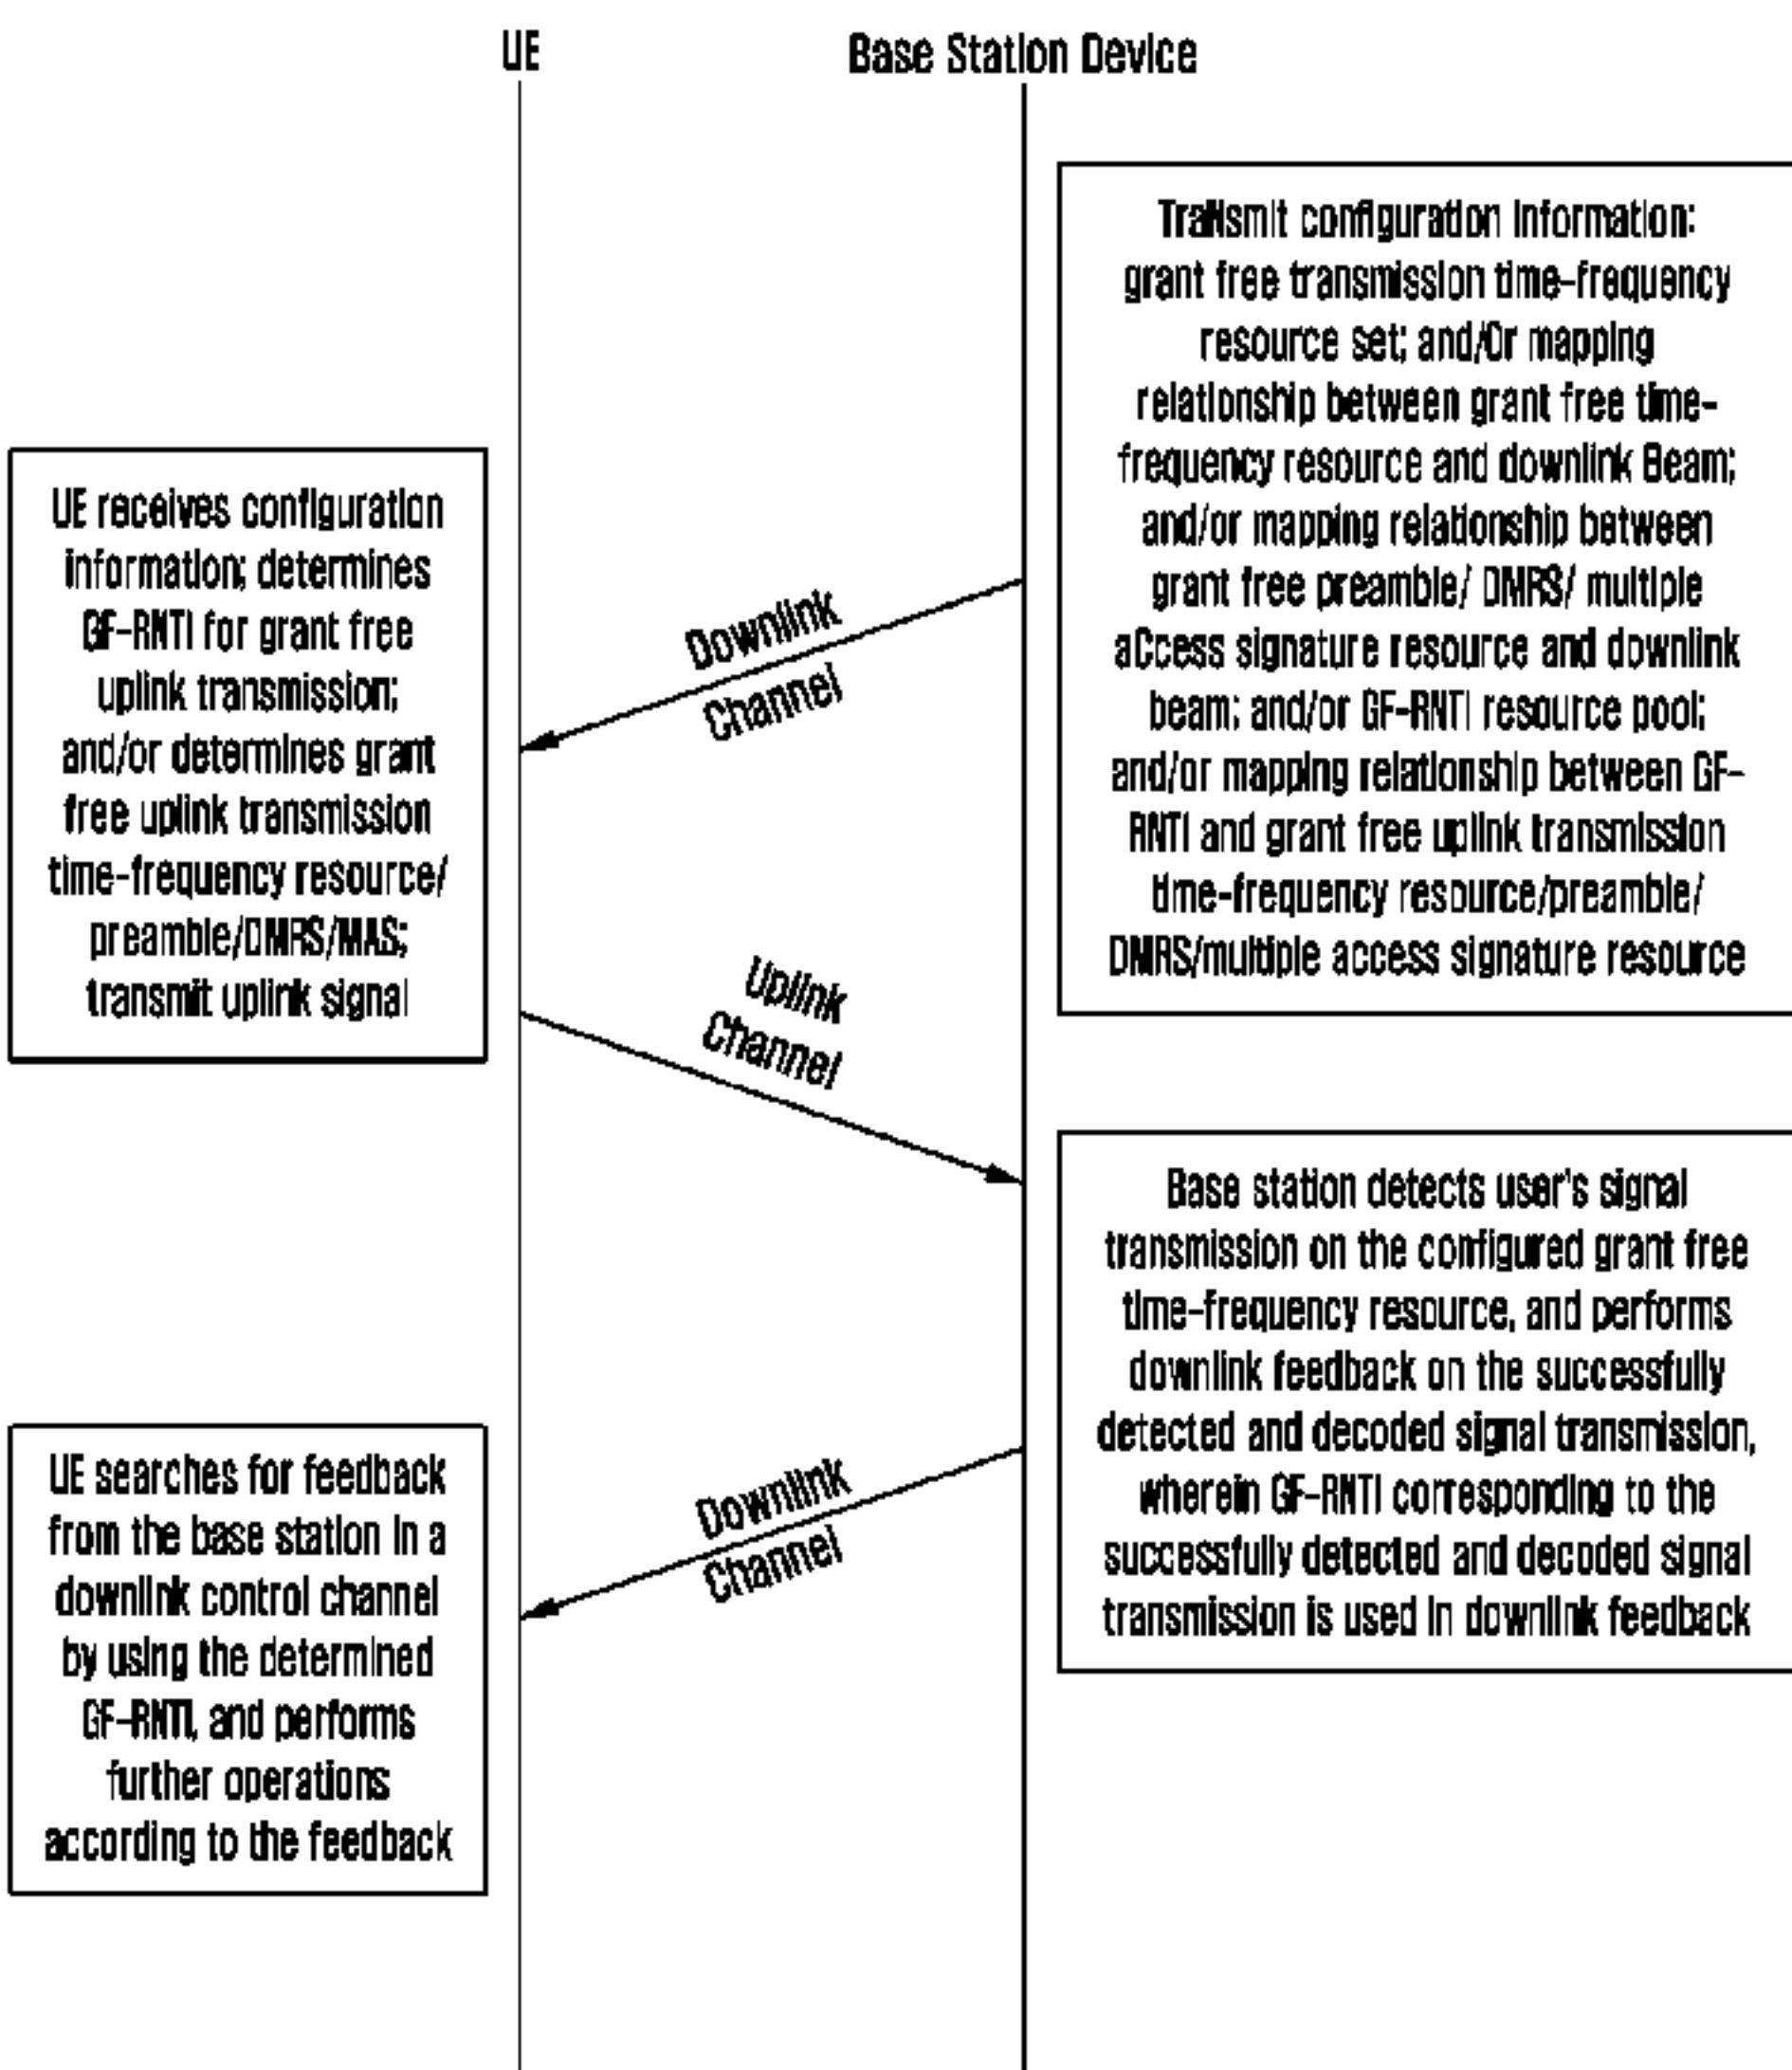 UE
Base Station Device
TraNsmit configuration information:
grant free transmission time-frequency
resource set; and/Or mapping
relationship between grant free time-
frequency resource and downlink Beam;
and/or mapping relationship between
grant free preamble/ DMRS/ multiple
aCcess signature resource and downlink
beam; and/or GF-RNTI resource pool;
and/or mapping relationship between GF-
RNTI and grant free uplink transmission
time-frequency resource/preamble/
DMRS/multiple access signature resource
UE receives configuration
information; determines
GF-RNTI for grant free
uplink transmission;
and/or determines grant
free uplink transmission
time-frequency resource/
preamble/DMRS/MAS;
transmit uplink signal
Downlink
Channel
Uplink
Channel
Base station detects user's signal
transmission on the configured grant free
time-frequency resource, and performs
downlink feedback on the successfully
detected and decoded signal transmission,
wherein GF-RNTI corresponding to the
successfully detected and decoded signal
transmission is used in downlink feedback
Downlink
Channel
UE searches for feedback
from the base station in a
downlink control channel
by using the determined
GF-RNTI, and performs
further operations
according to the feedback